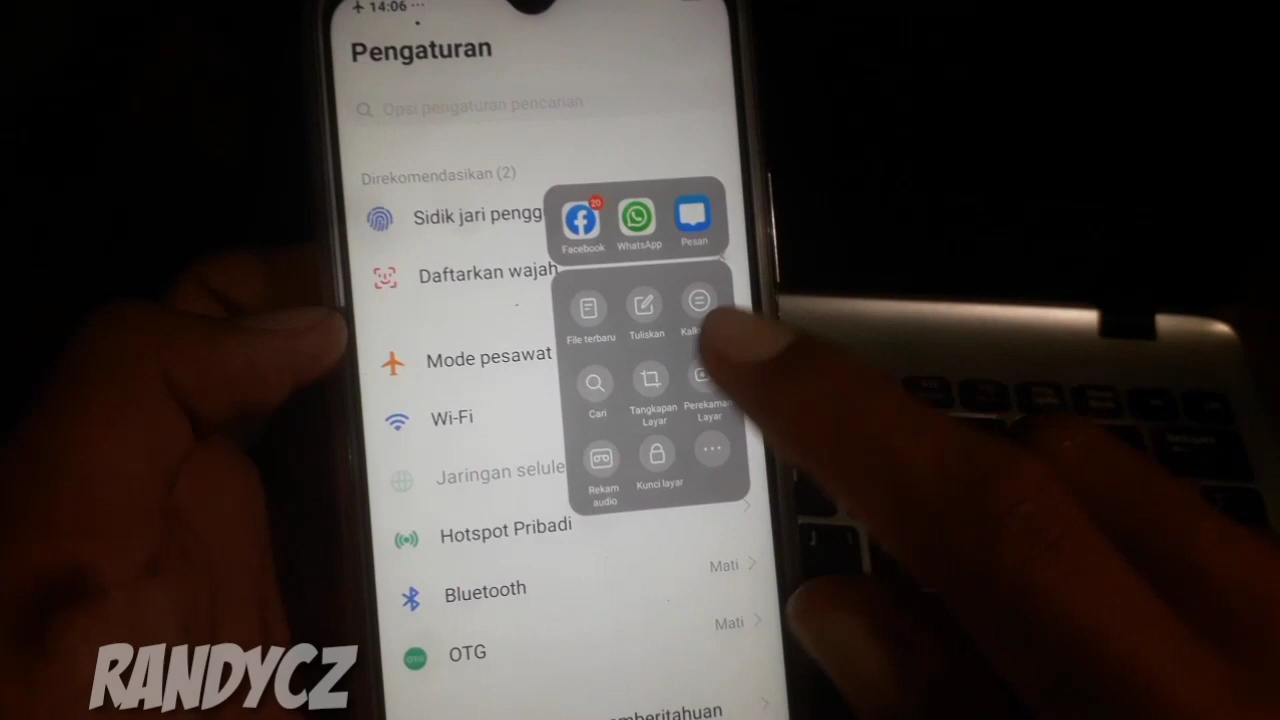 14:06 ...
Pengaturan
Opsi pengaturan pencarian
Direkomendasikan (2)
Sidik jari pengg
Daftarkan wajah
Mode pesawat
Wi-Fi
Jaringan selule
Hotspot Pribadi
Bluetooth
Mati
OTG
Mati
20
Facebook
WhatsApp
Pesan
File terbaru
Tuliskan
Cari
Tangkapan
Layar
Perekaman
Layar
Rekam
audio
Kunci layar
OTG
RANDYCZ